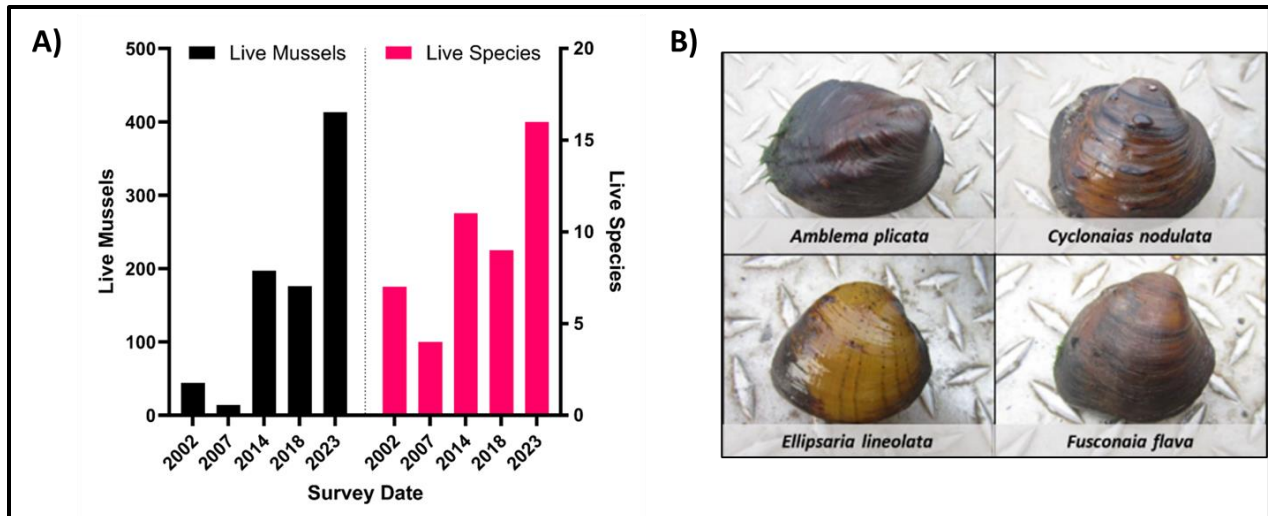 A)
Live Mussels
Live Species
500
400
300
200
100
0
Live Mussels
20
15
10
5
0
Live Species
2002
2007
2014
2018
2023
2002
2007
2014
2018
2023
Survey Date
B)
Amblema plicata
Cyclonaias nodulata
Ellipsaria lineolata
Fusconaia flava